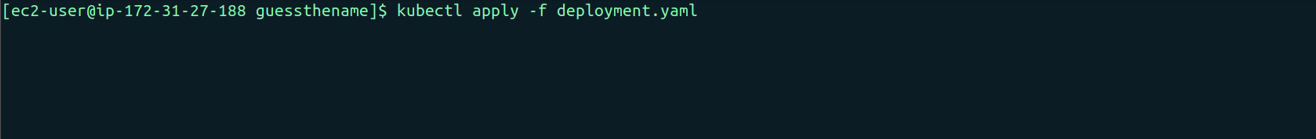 [ec2-user@ip-172-31-27-188 guessthename]$ kubectl apply -f deployment.yaml